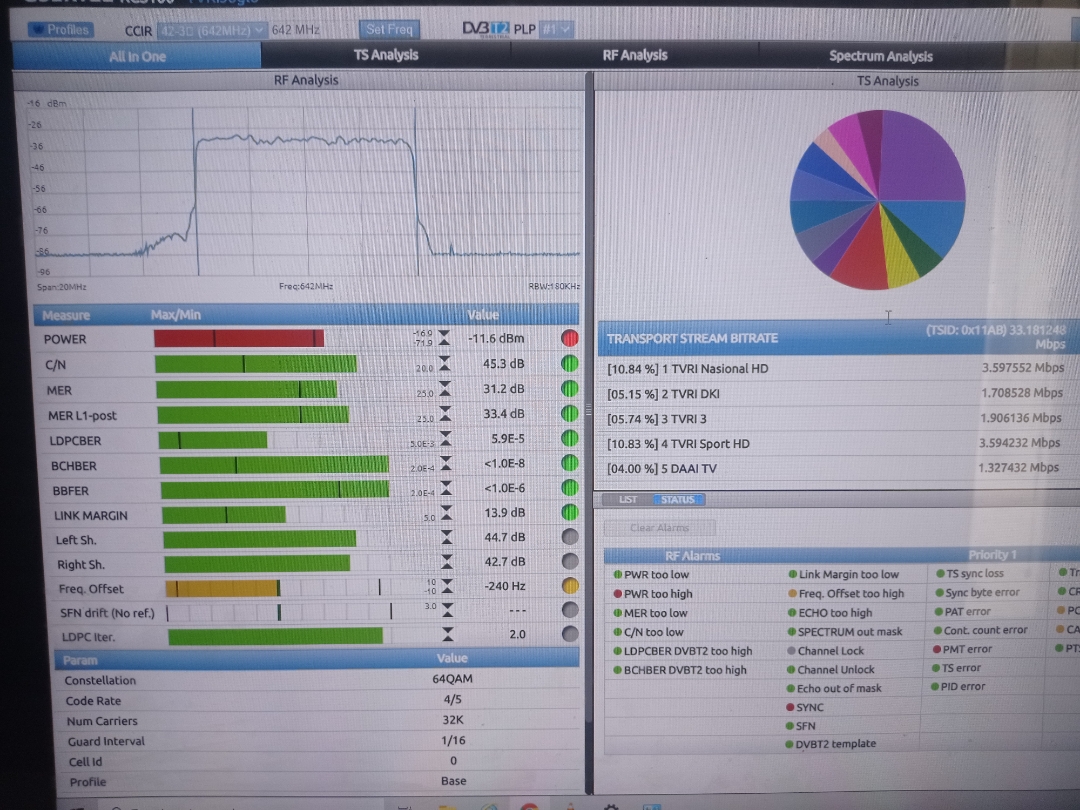 Profiles CCIR 42-3D (642MHz) 642 MHz Set Freq DVB T2 PLP #1
All In One TS Analysis RF Analysis Spectrum Analysis
RF Analysis
-16 dBm
-26
-36
-46
-56
-66
-76
-86
-96
Span:20MHz Freq:642MHz RBW:180KHz
Measure Max/Min Value
POWER -16.9 -71.9 -11.6 dBm
C/N 20.0 45.3 dB
MER 25.0 31.2 dB
MER L1-post 25.0 33.4 dB
LDPCBER 5.0E-3 5.9E-5
BCHBER 2.0E-4 <1.0E-8
BBFER 2.0E-4 <1.0E-6
LINK MARGIN 5.0 13.9 dB
Left Sh. 44.7 dB
Right Sh. 42.7 dB
Freq. Offset 10 -10 -240 Hz
SFN drift (No ref.) 3.0 ---
LDPC Iter. 2.0
Param Value
Constellation 64QAM
Code Rate 4/5
Num Carriers 32K
Guard Interval 1/16
Cell Id 0
Profile Base
TS Analysis
TRANSPORT STREAM BITRATE (TSID: 0x11AB) 33.181248
Mbps
[10.84 %] 1 TVRI Nasional HD 3.597552 Mbps
[05.15 %] 2 TVRI DKI 1.708528 Mbps
[05.74 %] 3 TVRI 3 1.906136 Mbps
[10.83 %] 4 TVRI Sport HD 3.594232 Mbps
[04.00 %] 5 DAAI TV 1.327432 Mbps
LIST STATUS
Clear Alarms
RF Alarms Priority 1
PWR too low Link Margin too low TS sync loss
PWR too high Freq. Offset too high Sync byte error
MER too low ECHO too high PAT error
C/N too low SPECTRUM out mask Cont. count error
LDPCBER DVBT2 too high Channel Lock PMT error
BCHBER DVBT2 too high Channel Unlock TS error
Echo out of mask PID error
SYNC
SFN
DVBT2 template